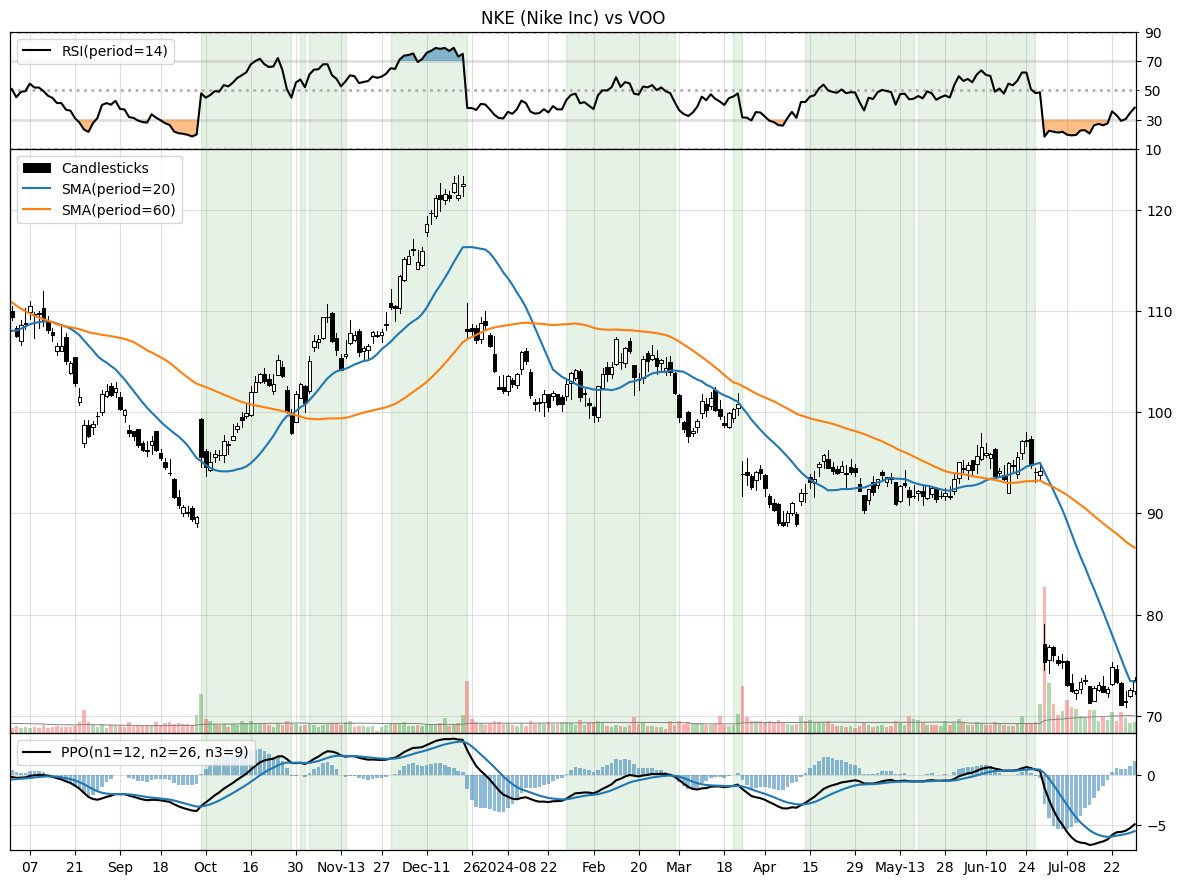 NKE (Nike Inc) vs VOO
RSI(period=14)
90
70
50
30
10
Candlesticks
SMA(period=20)
SMA(period=60)
120
110
100
90
80
70
PPO(n1=12, n2=26, n3=9)
0
−5
07 21 Sep 18 Oct 16 30 Nov-13 27 Dec-11 26 2024-08 22 Feb 20 Mar 18 Apr 15 29 May-13 28 Jun-10 24 Jul-08 22